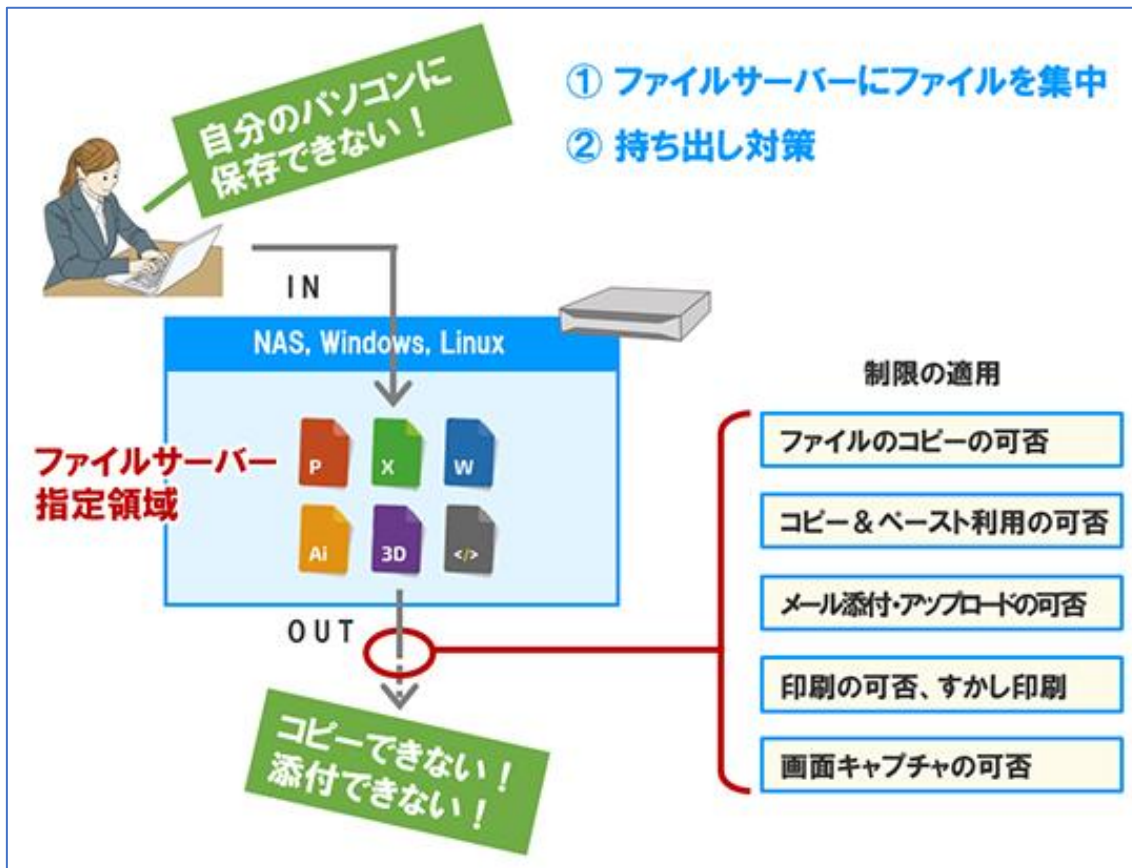 自分のパソコンに
保存できない！
① ファイルサーバーにファイルを集中
② 持ち出し対策
IN
NAS, Windows, Linux
ファイルサーバー
指定領域
P
X
W
Ai
3D
</>
OUT
コピーできない！
添付できない！
制限の適用
ファイルのコピーの可否
コピー＆ペースト利用の可否
メール添付・アップロードの可否
印刷の可否、すかし印刷
画面キャプチャの可否